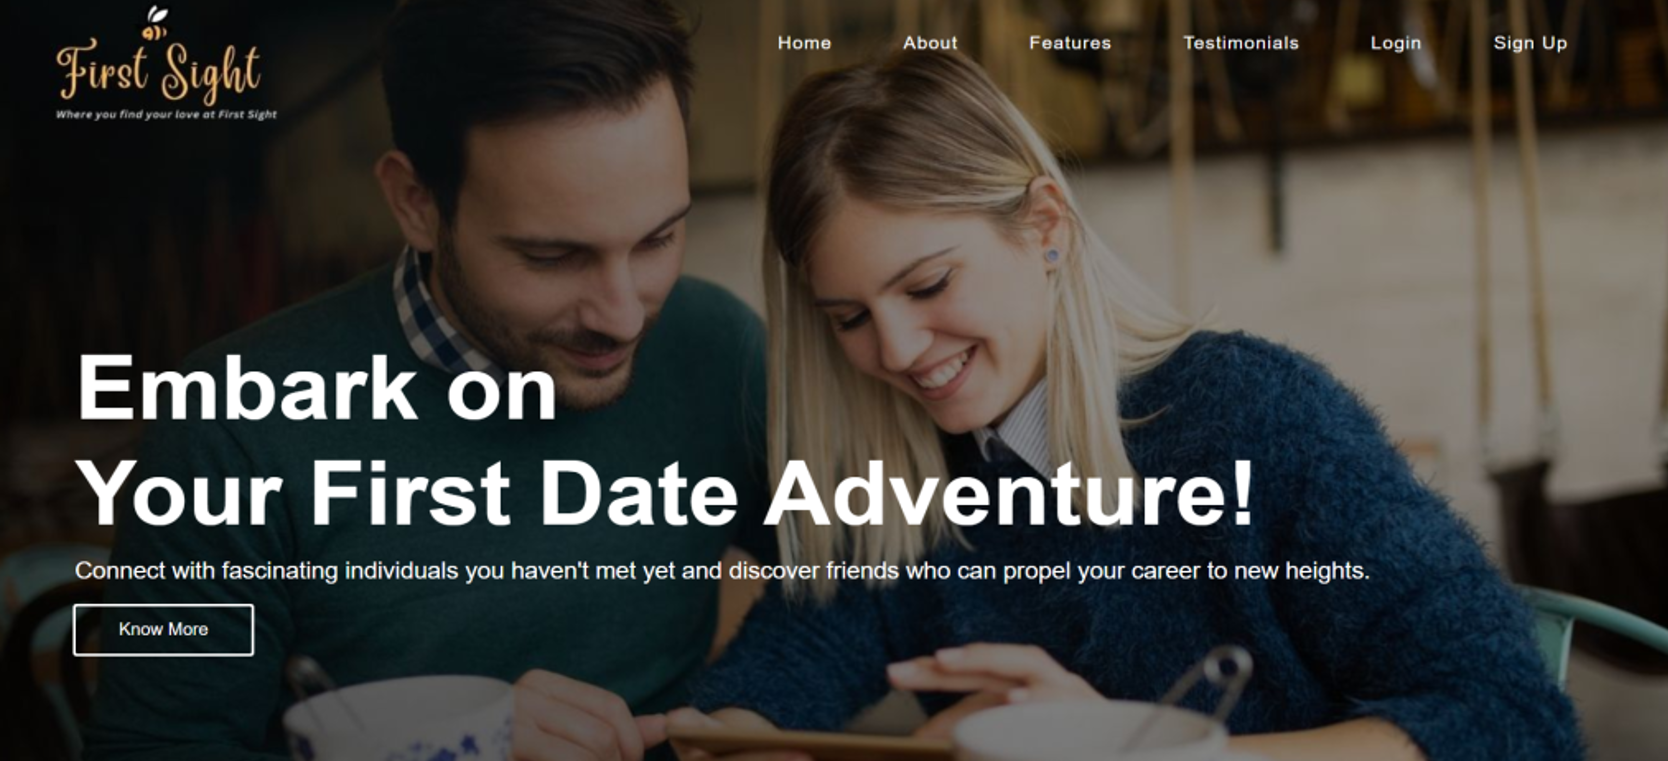 First Sight
Where you find your love at First Sight
Home About Features Testimonials Login Sign Up
Embark on
Your First Date Adventure!
Connect with fascinating individuals you haven't met yet and discover friends who can propel your career to new heights.
Know More